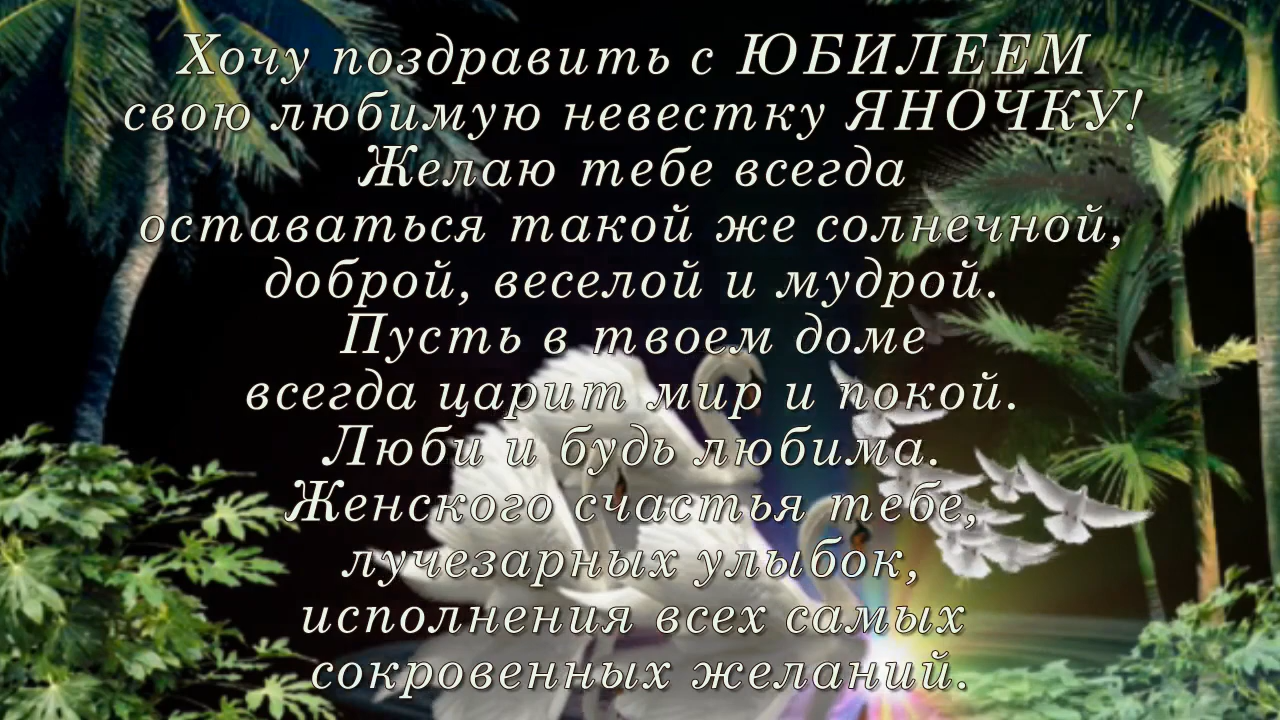 Хочу поздравить с ЮБИЛЕЕМ
свою любимую невестку ЯНОЧКУ!
Желаю тебе всегда
оставаться такой же солнечной,
доброй, веселой и мудрой.
Пусть в твоем доме
всегда царит мир и покой.
Люби и будь любима.
Женского счастья тебе,
лучезарных улыбок,
исполнения всех самых
сокровенных желаний.